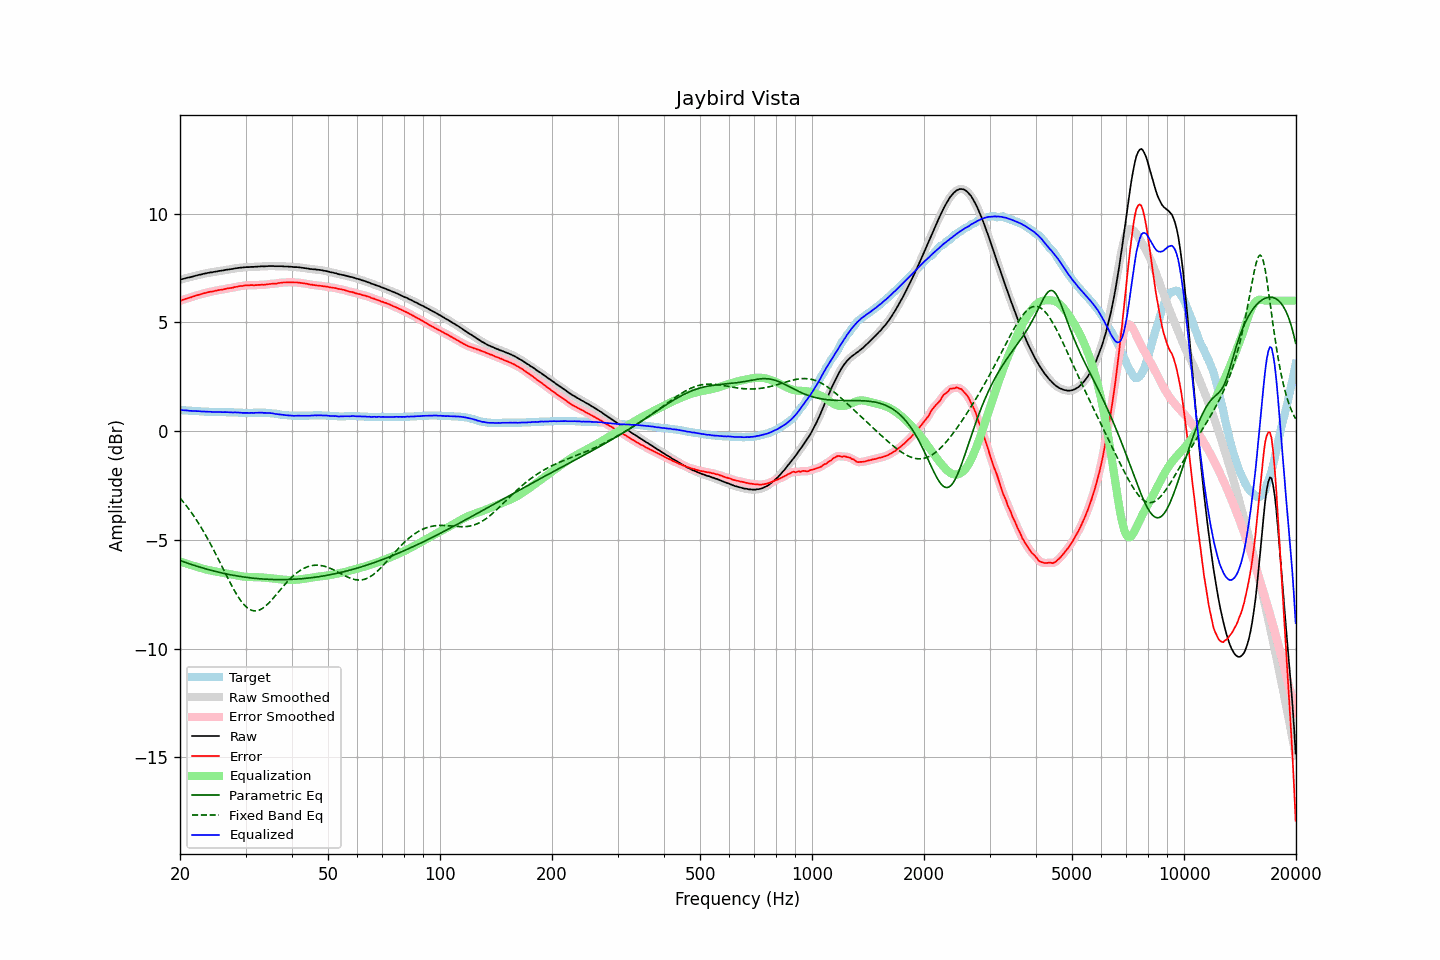 Jaybird Vista
10
5
0
−5
−10
−15
Amplitude (dBr)
Target
Raw Smoothed
Error Smoothed
Raw
Error
Equalization
Parametric Eq
Fixed Band Eq
Equalized
20 50 100 200 500 1000 2000 5000 10000 20000
Frequency (Hz)